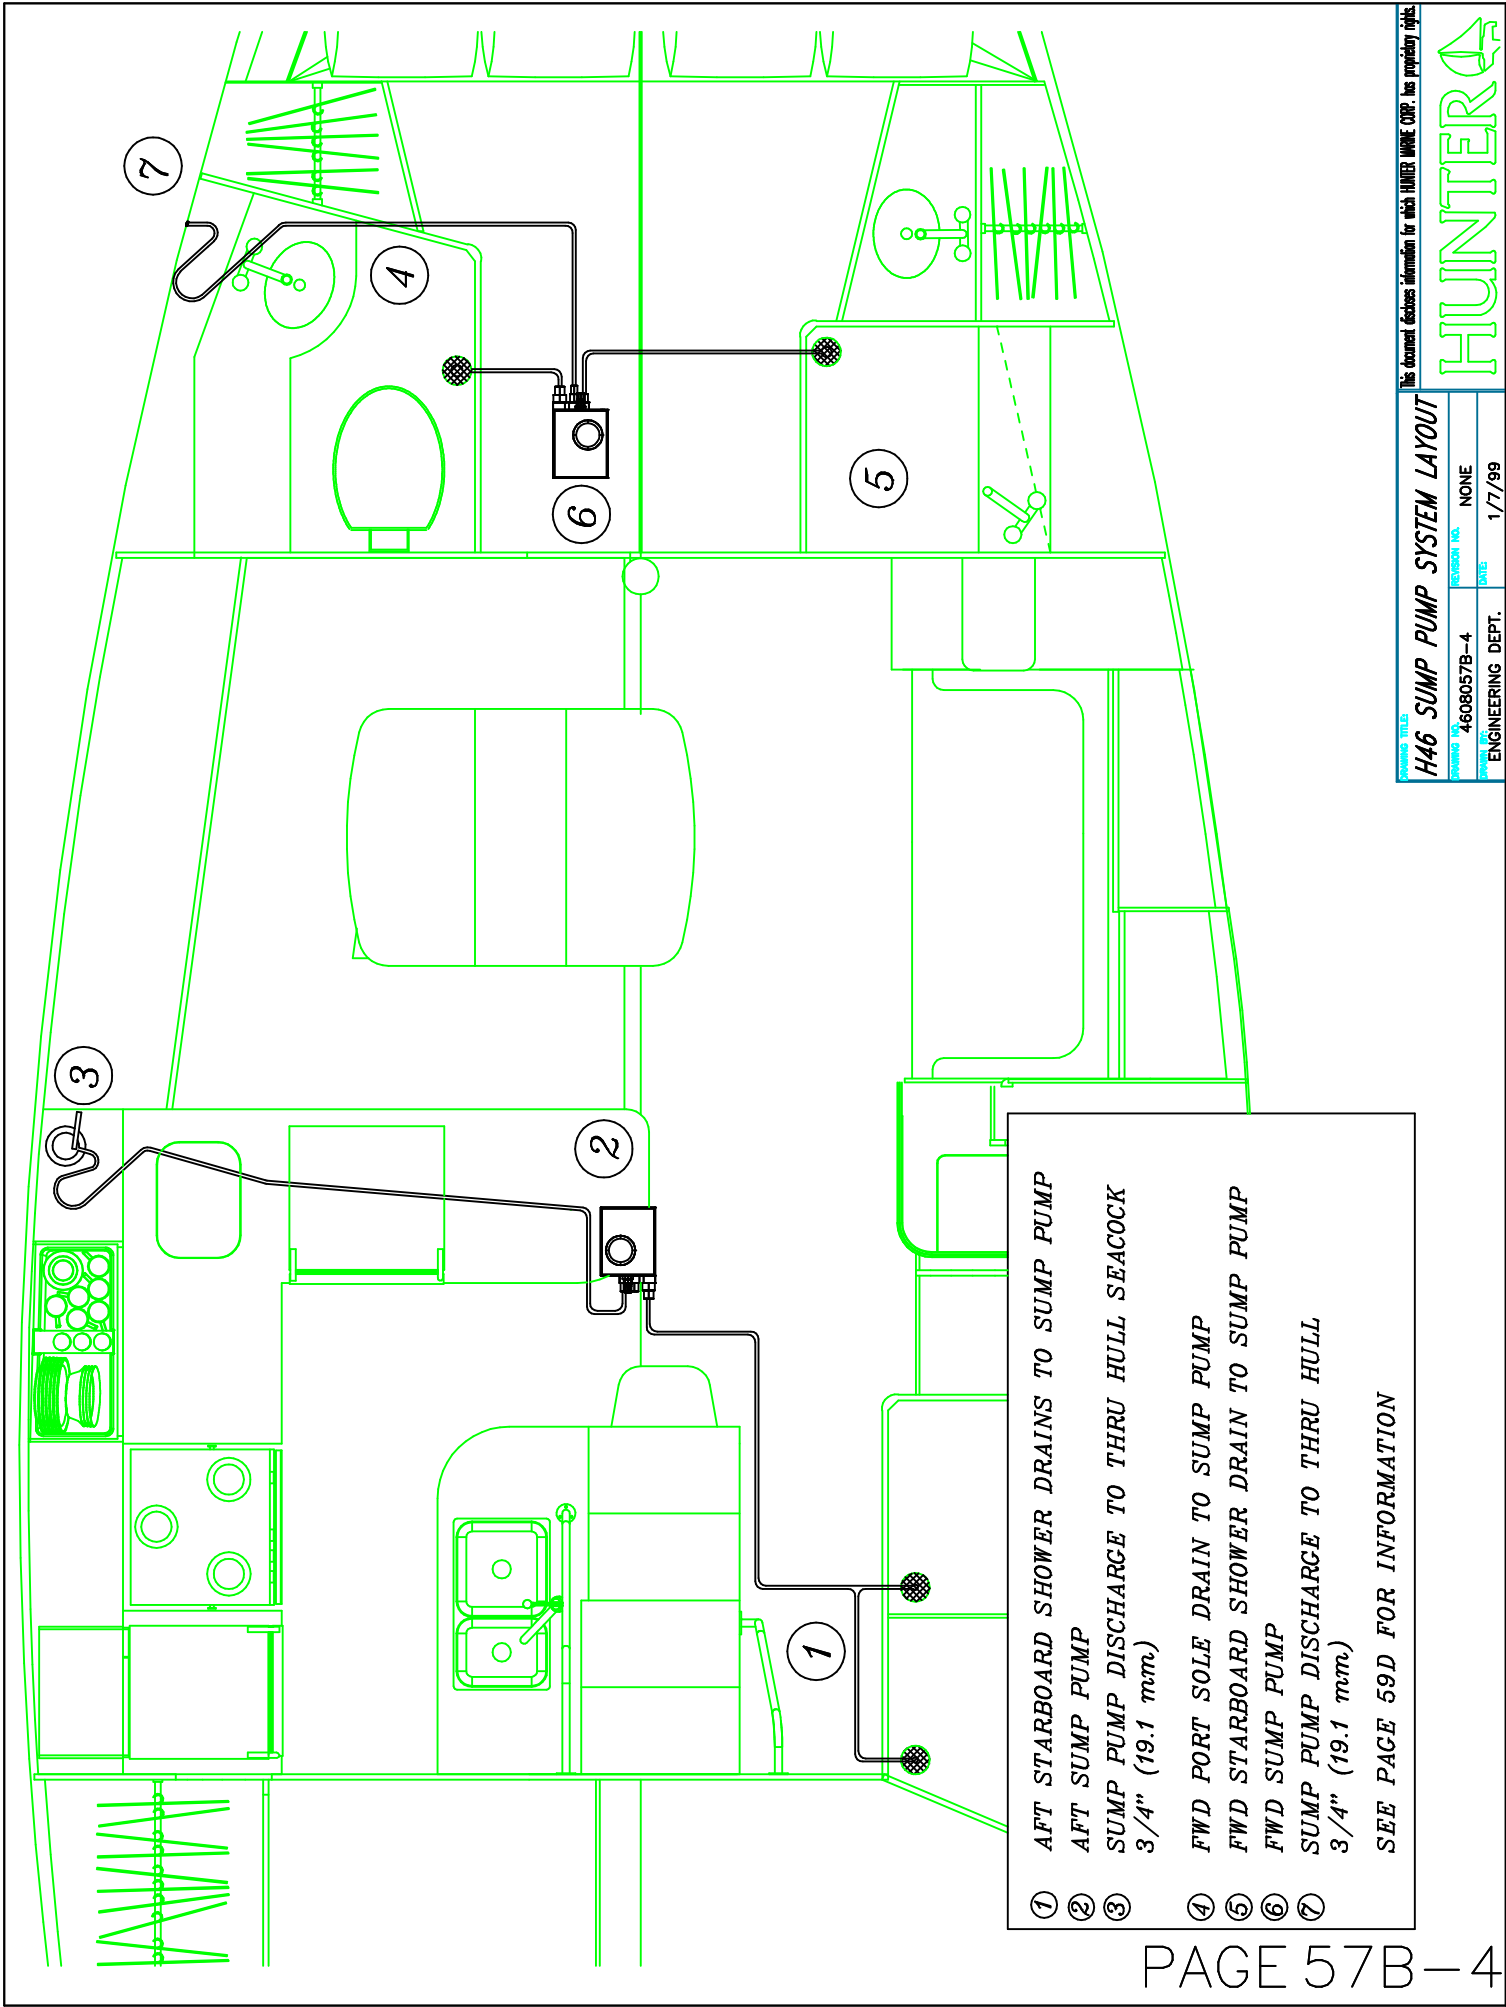 7
4
6
5
3
2
1
① AFT STARBOARD SHOWER DRAINS TO SUMP PUMP
② AFT SUMP PUMP
③ SUMP PUMP DISCHARGE TO THRU HULL SEACOCK
3/4" (19.1 mm)
④ FWD PORT SOLE DRAIN TO SUMP PUMP
⑤ FWD STARBOARD SHOWER DRAIN TO SUMP PUMP
⑥ FWD SUMP PUMP
⑦ SUMP PUMP DISCHARGE TO THRU HULL
3/4" (19.1 mm)
SEE PAGE 59D FOR INFORMATION
DRAWING TITLE:
H46 SUMP PUMP SYSTEM LAYOUT
DRAWING NO.
4608057B-4
REVISION NO.
NONE
DRAWN BY:
ENGINEERING DEPT.
DATE:
1/7/99
This document discloses information for which HUNTER MARINE CORP. has proprietary rights.
HUNTER
PAGE 57B-4